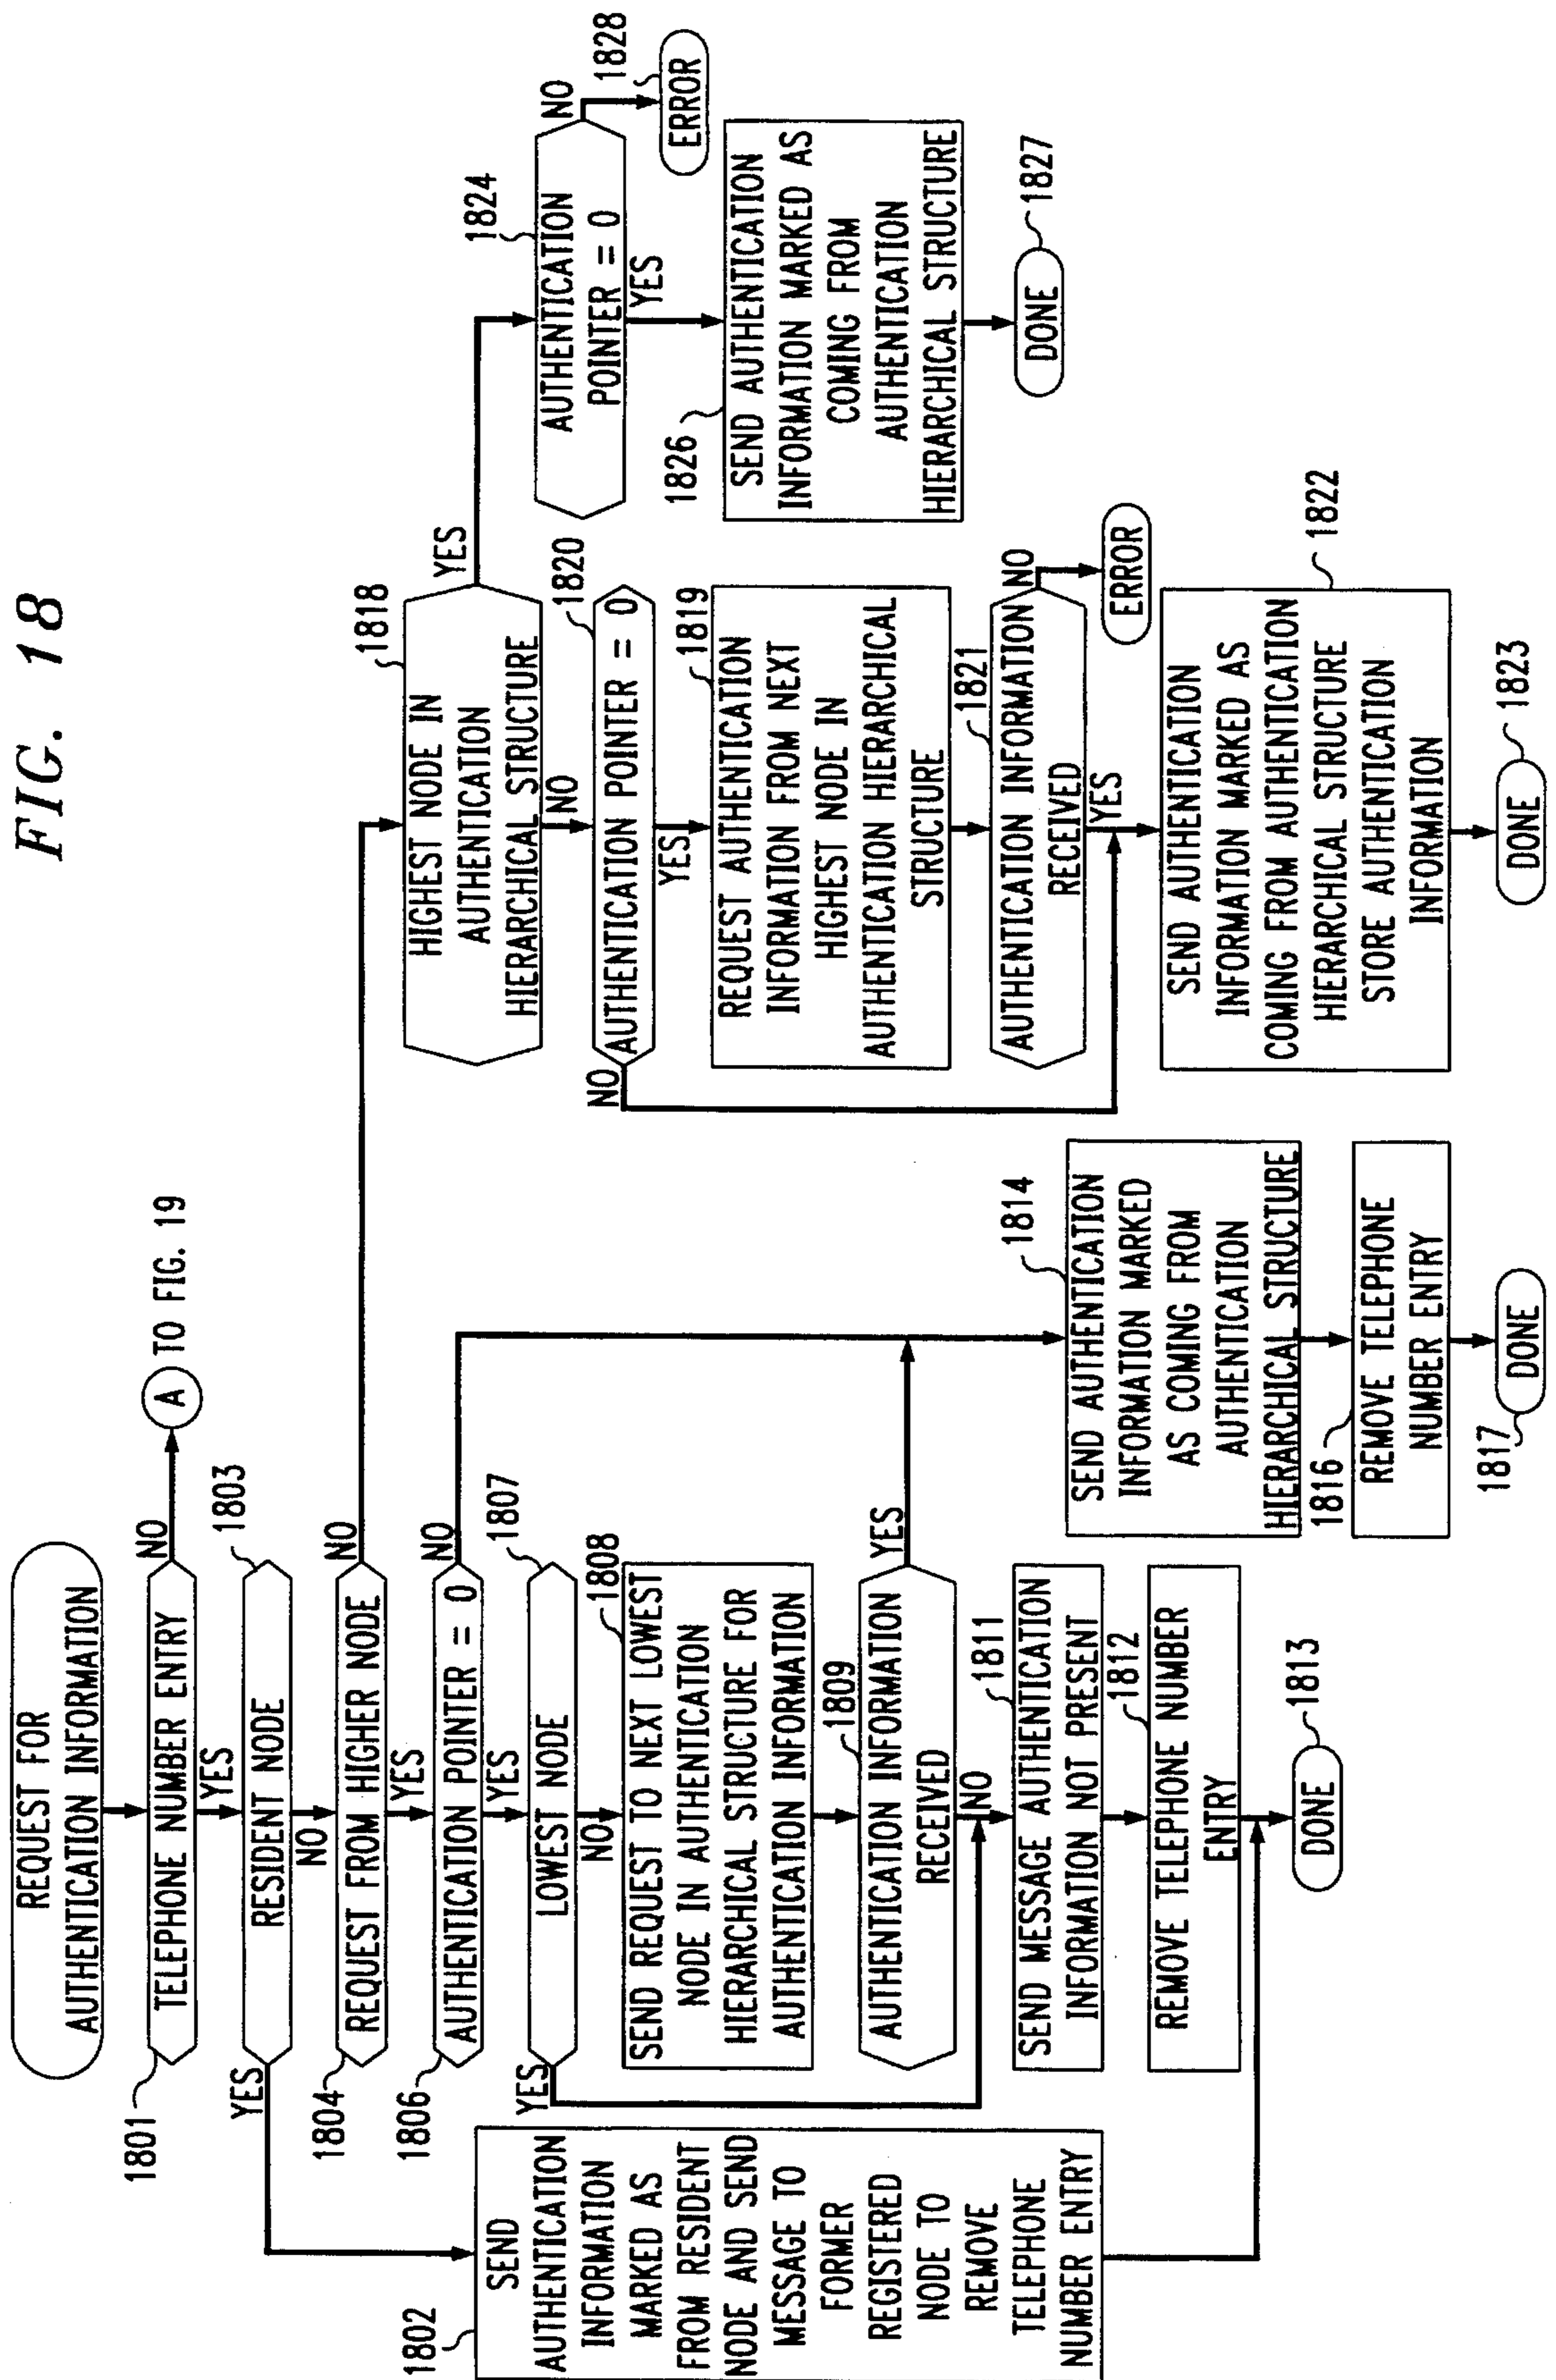 FIG. 18
REQUEST FOR
AUTHENTICATION INFORMATION
1801
TELEPHONE NUMBER ENTRY
NO
A
TO FIG. 19
YES
1803
RESIDENT NODE
YES
NO
1804
REQUEST FROM HIGHER NODE
NO
YES
1806
AUTHENTICATION POINTER = 0
NO
YES
1807
LOWEST NODE
YES
NO
1808
SEND REQUEST TO NEXT LOWEST
NODE IN AUTHENTICATION
HIERARCHICAL STRUCTURE FOR
AUTHENTICATION INFORMATION
1809
AUTHENTICATION INFORMATION
RECEIVED
YES
NO
1811
SEND MESSAGE AUTHENTICATION
INFORMATION NOT PRESENT
1812
REMOVE TELEPHONE NUMBER
ENTRY
DONE
1813
1802
SEND
AUTHENTICATION
INFORMATION
MARKED AS
FROM RESIDENT
NODE AND SEND
MESSAGE TO
FORMER
REGISTERED
NODE TO
REMOVE
TELEPHONE
NUMBER ENTRY
1814
SEND AUTHENTICATION
INFORMATION MARKED
AS COMING FROM
AUTHENTICATION
HIERARCHICAL STRUCTURE
1816
REMOVE TELEPHONE
NUMBER ENTRY
1817
DONE
1818
HIGHEST NODE IN
AUTHENTICATION
HIERARCHICAL STRUCTURE
YES
NO
1820
AUTHENTICATION POINTER = 0
NO
YES
1819
REQUEST AUTHENTICATION
INFORMATION FROM NEXT
HIGHEST NODE IN
AUTHENTICATION HIERARCHICAL
STRUCTURE
1821
AUTHENTICATION INFORMATION
RECEIVED
NO
ERROR
YES
1822
SEND AUTHENTICATION
INFORMATION MARKED AS
COMING FROM AUTHENTICATION
HIERARCHICAL STRUCTURE
STORE AUTHENTICATION
INFORMATION
DONE
1823
1824
AUTHENTICATION
POINTER = 0
NO
1828
ERROR
YES
1826
SEND AUTHENTICATION
INFORMATION MARKED AS
COMING FROM
AUTHENTICATION
HIERARCHICAL STRUCTURE
DONE
1827